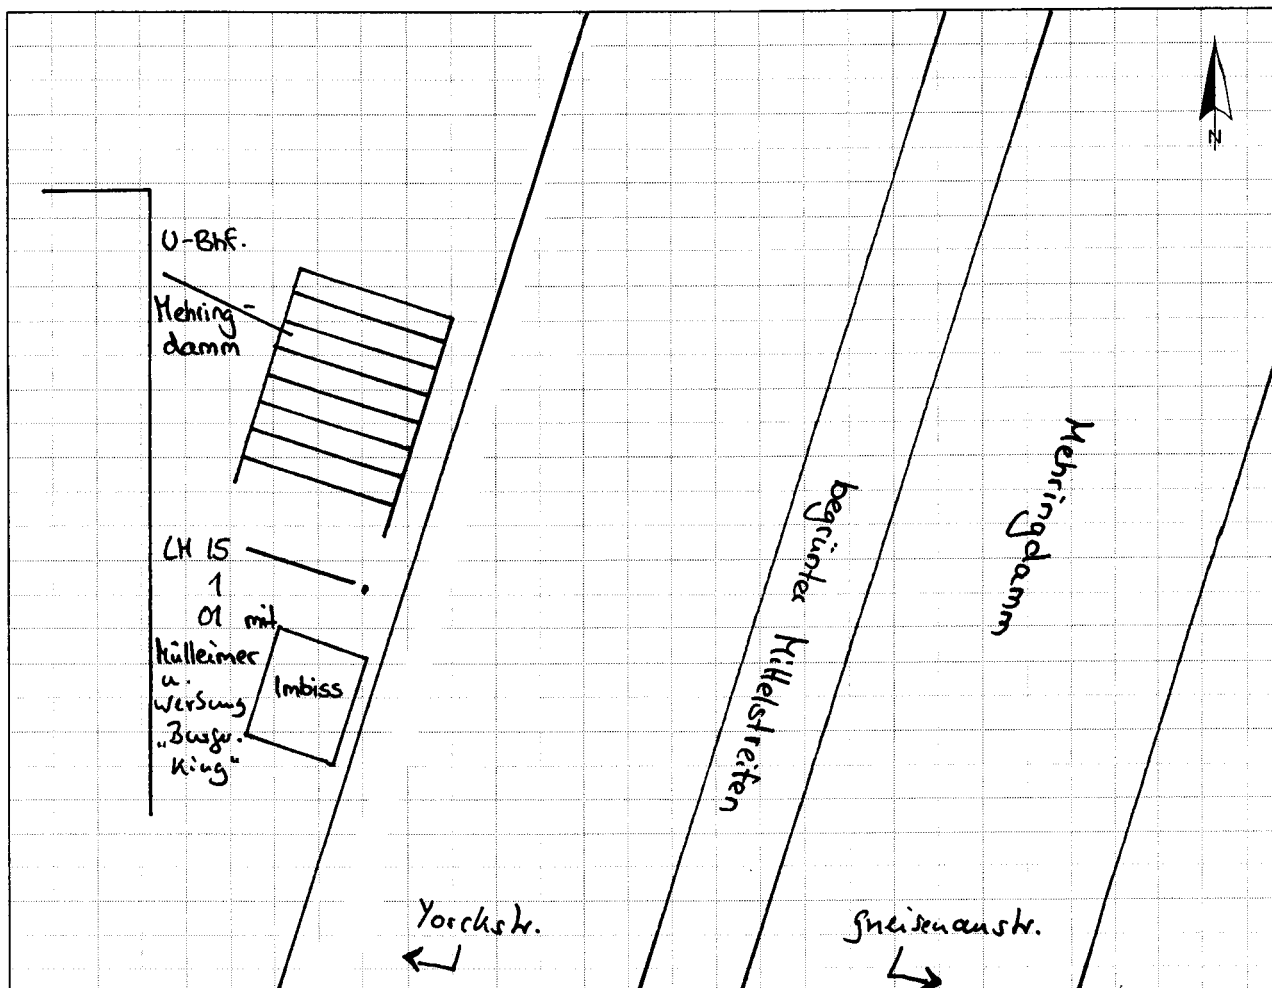 N
U-Bhf.
Mehring-
damm
LH 15
1
01 mit
Mülleimer
u.
Werbung
„Burger-
King"
Imbiss
begrünter Mittelstreifen
Mehringdamm
Yorckstr.
Gneisenaustr.